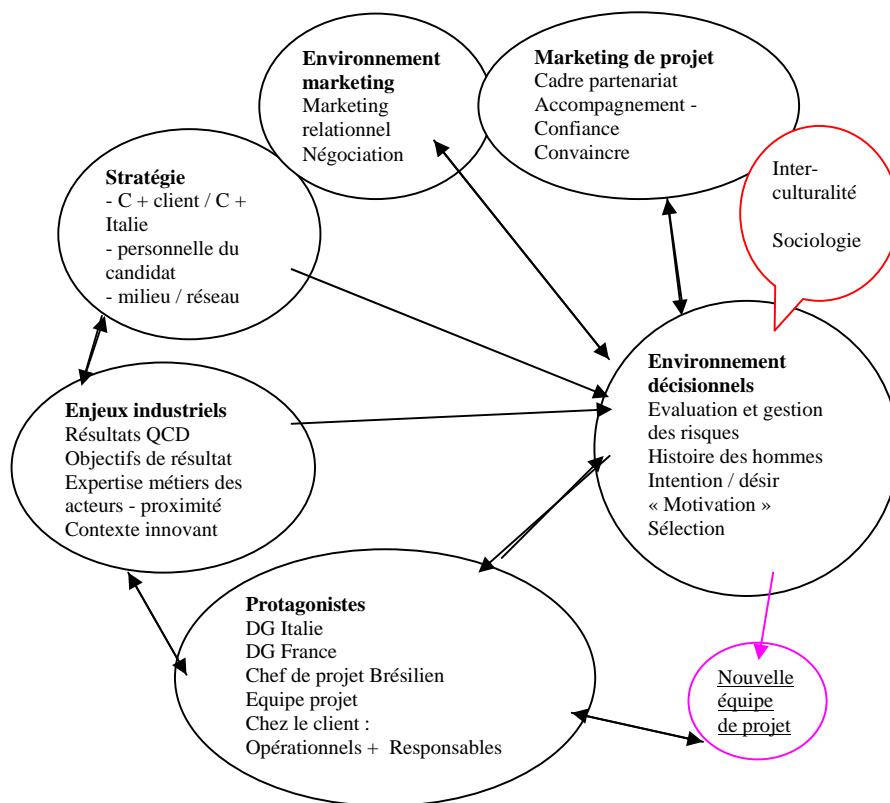 Environnement
marketing
Marketing
relationnel
Négociation
Marketing de projet
Cadre partenariat
Accompagnement -
Confiance
Convaincre
Inter-
culturalité
Sociologie
Stratégie
- C + client / C +
Italie
- personnelle du
candidat
- milieu / réseau
Environnement
décisionnels
Evaluation et gestion
des risques
Histoire des hommes
Intention / désir
« Motivation »
Sélection
Enjeux industriels
Résultats QCD
Objectifs de résultat
Expertise métiers des
acteurs - proximité
Contexte innovant
Protagonistes
DG Italie
DG France
Chef de projet Brésilien
Equipe projet
Chez le client :
Opérationnels + Responsables
Nouvelle
équipe
de projet